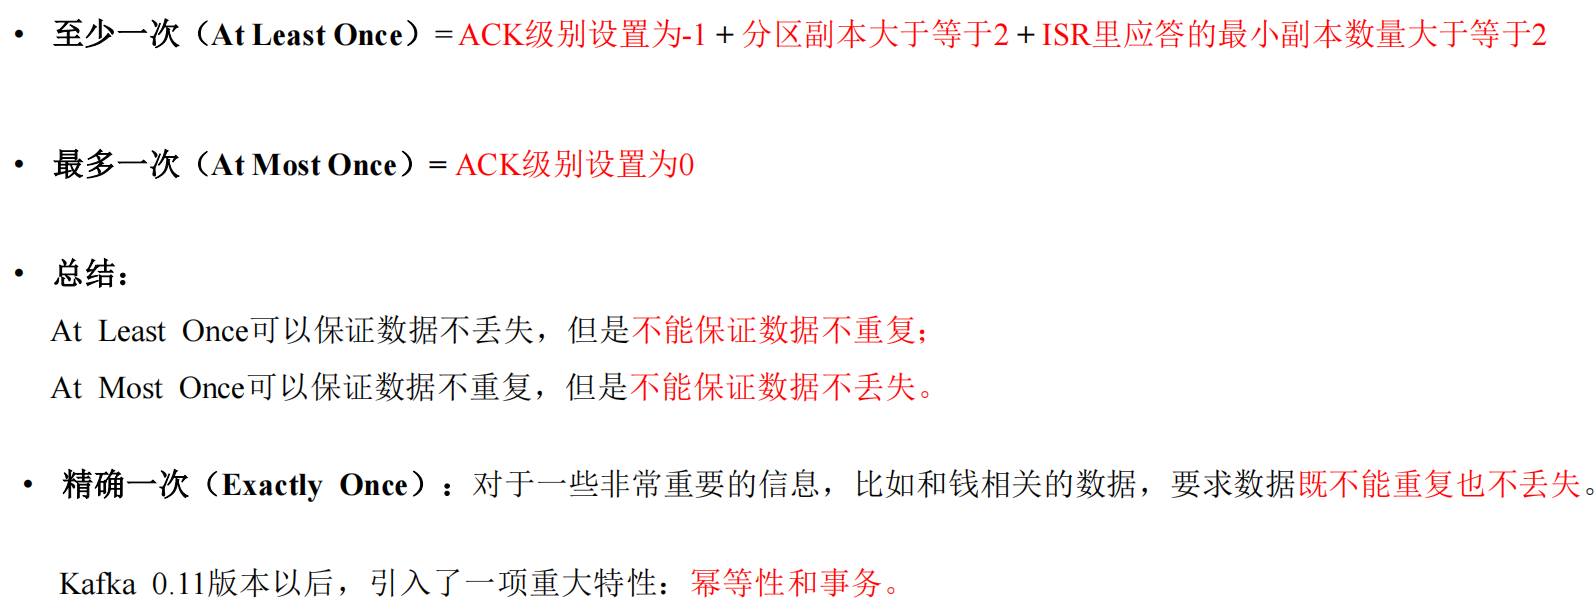 • 至少一次（At Least Once）= ACK级别设置为-1 + 分区副本大于等于2 + ISR里应答的最小副本数量大于等于2
• 最多一次（At Most Once）= ACK级别设置为0
• 总结：
At Least Once可以保证数据不丢失，但是不能保证数据不重复；
At Most Once可以保证数据不重复，但是不能保证数据不丢失。
• 精确一次（Exactly Once）：对于一些非常重要的信息，比如和钱相关的数据，要求数据既不能重复也不丢失。
Kafka 0.11版本以后，引入了一项重大特性：幂等性和事务。